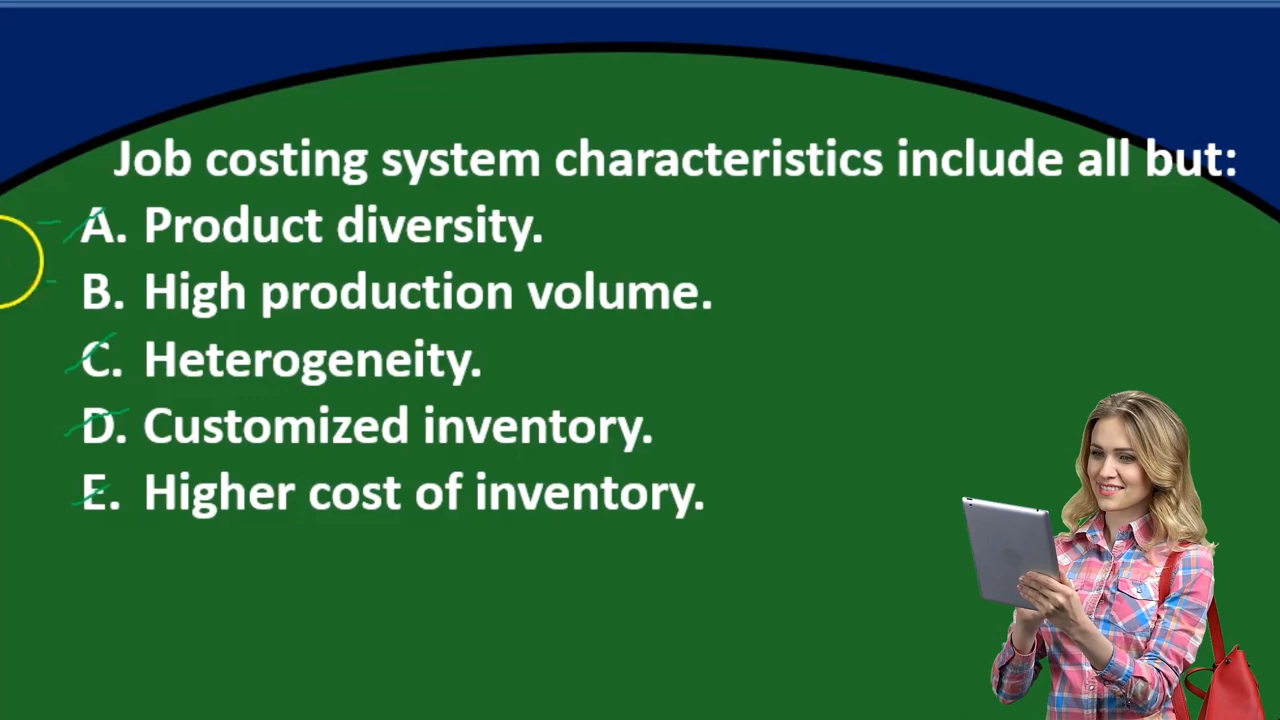 Job costing system characteristics include all but:
A. Product diversity.
B. High production volume.
C. Heterogeneity.
D. Customized inventory.
E. Higher cost of inventory.